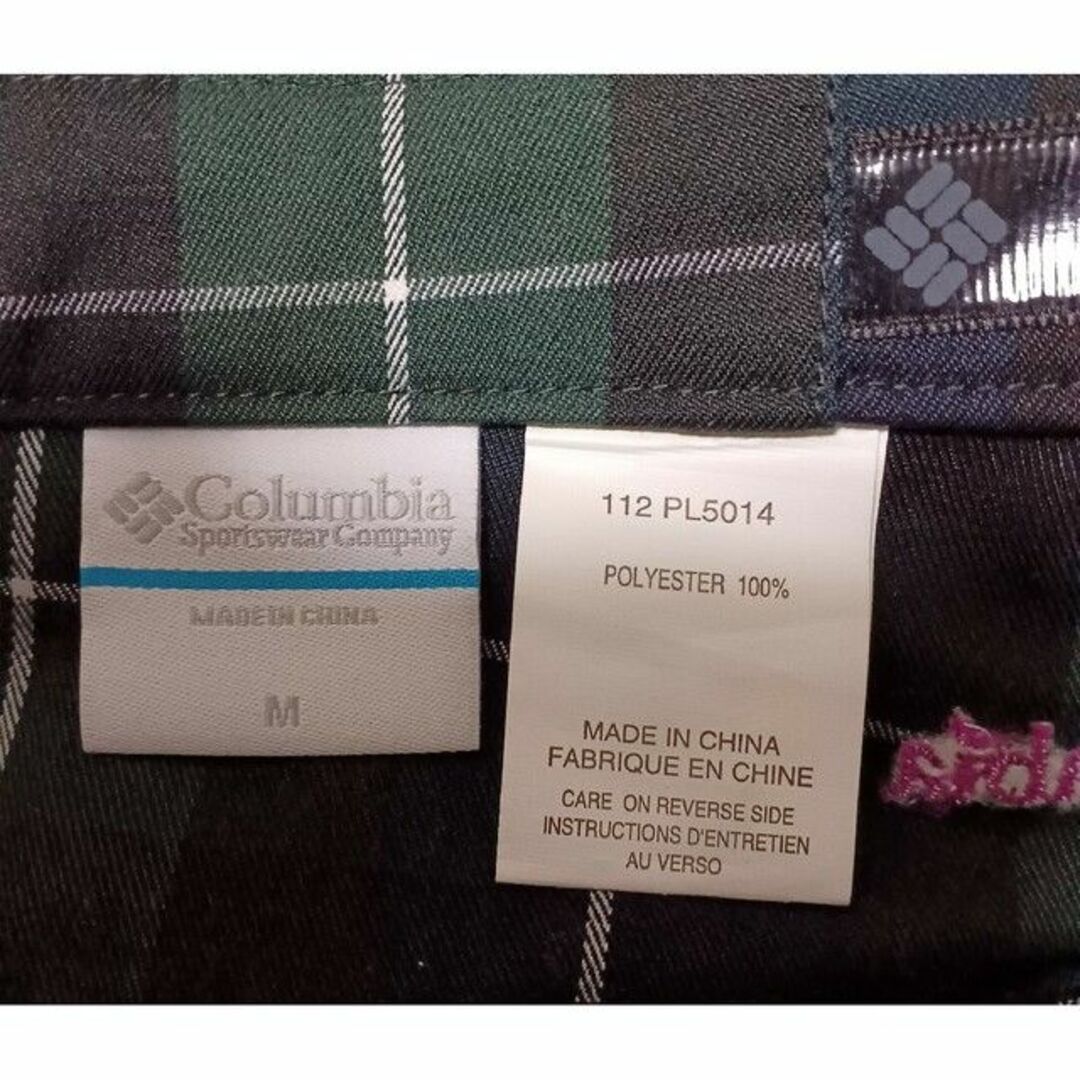 Columbia
Sportswear Company
MADE IN CHINA
M
112 PL5014
POLYESTER 100%
MADE IN CHINA
FABRIQUE EN CHINE
CARE ON REVERSE SIDE
INSTRUCTIONS D'ENTRETIEN
AU VERSO